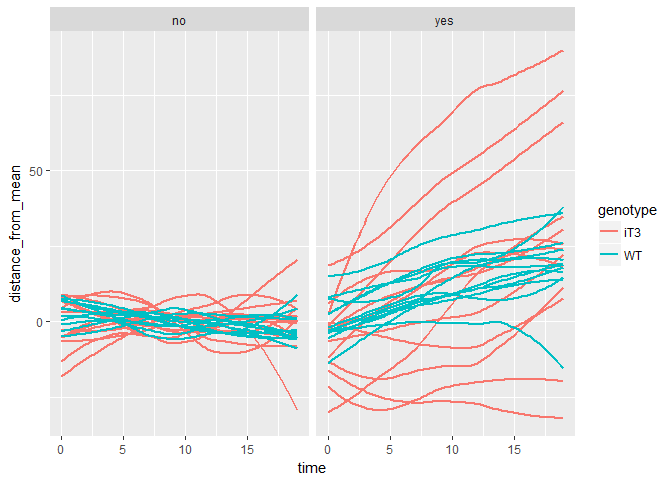 no yes
distance_from_mean
50
0
0 5 10 15 0 5 10 15
time
genotype
iT3
WT